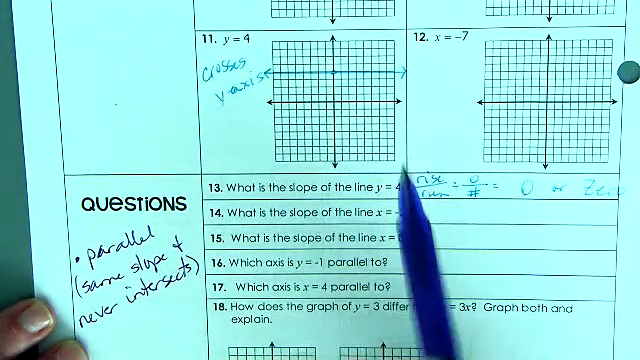 11. y = 4
12. x = -7
crosses
y-axis
QUESTIONS
• parallel
(same slope &
never intersects)
13. What is the slope of the line y = 4
rise/run = 0/# = 0 or Zero
14. What is the slope of the line x = -
15. What is the slope of the line x =
16. Which axis is y = -1 parallel to?
17. Which axis is x = 4 parallel to?
18. How does the graph of y = 3 differ = 3x? Graph both and
explain.